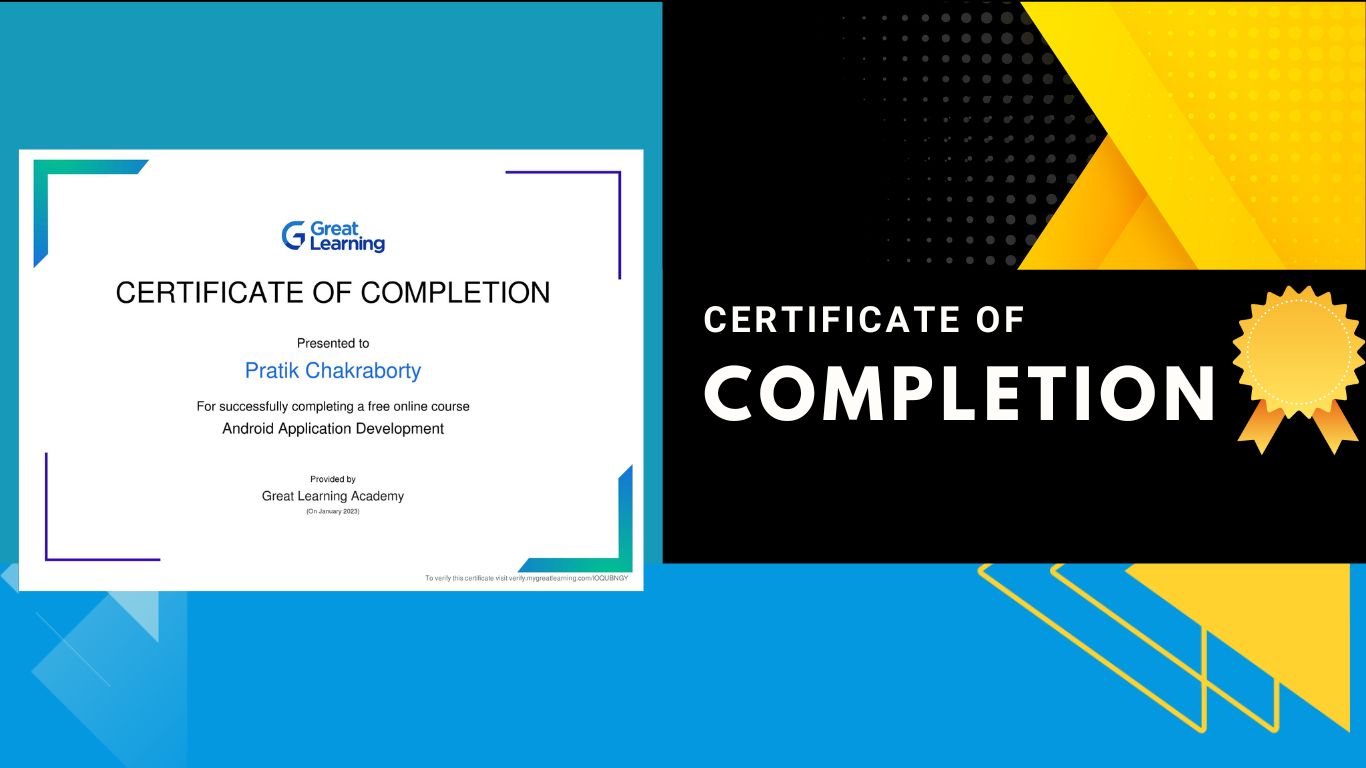 Great
Learning
CERTIFICATE OF COMPLETION
Presented to
Pratik Chakraborty
For successfully completing a free online course
Android Application Development
Provided by
Great Learning Academy
(On January 2023)
To verify this certificate visit verify.mygreatlearning.com/IOQUBNGY
CERTIFICATE OF
COMPLETION